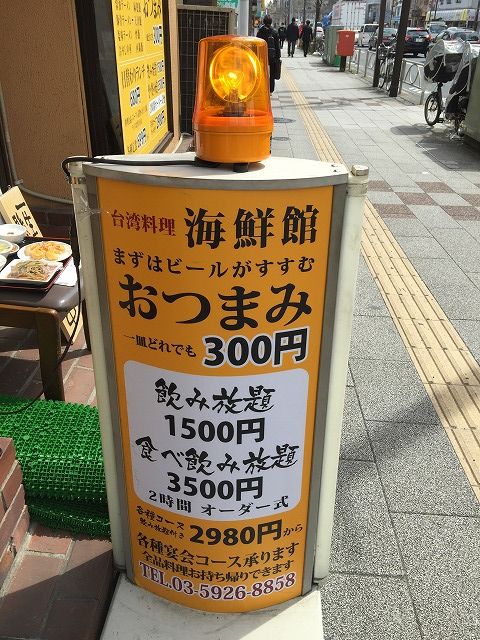 台湾料理 海鮮館
まずはビールがすすむ
おつまみ
一皿どれでも 300円
飲み放題
1500円
食べ飲み放題
3500円
2時間 オーダー式
各種コース
飲み放題付き 2980円から
各種宴会コース承ります
全品料理お持ち帰りできます
TEL.03-5926-8858
おつまみ